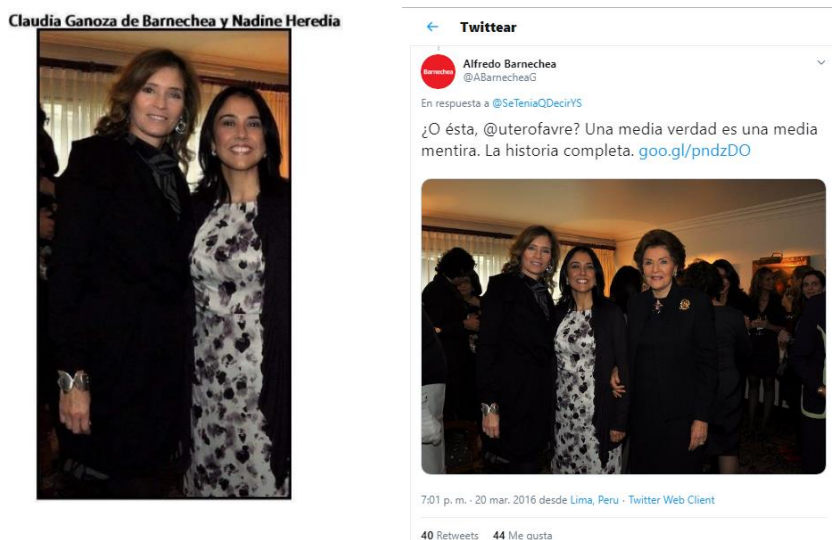 Claudia Ganoza de Barnechea y Nadine Heredia
← Twittear
Barnechea
Alfredo Barnechea
@ABarnecheaG
En respuesta a @SeTeniaQDecirYS
¿O ésta, @uterofavre? Una media verdad es una media
mentira. La historia completa. goo.gl/pndzDO
7:01 p. m. · 20 mar. 2016 desde Lima, Peru · Twitter Web Client
40 Retweets 44 Me gusta